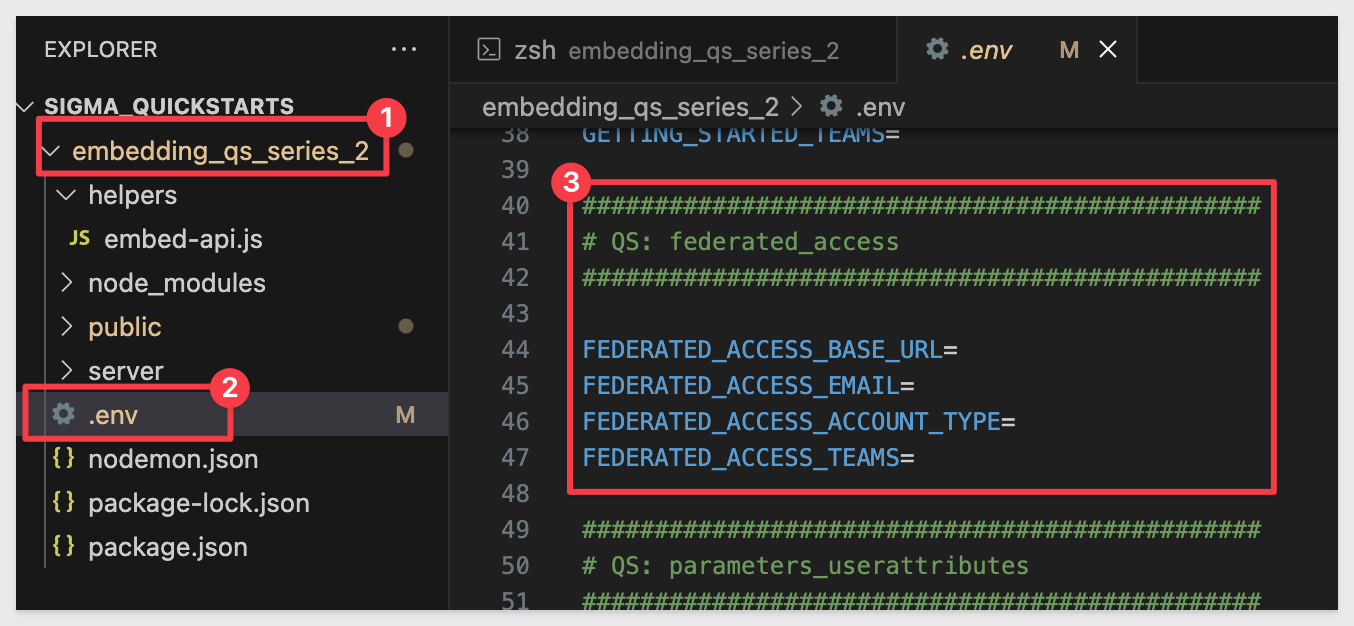 EXPLORER ...
SIGMA_QUICKSTARTS
1
embedding_qs_series_2
helpers
JS embed-api.js
node_modules
public
server
2
.env M
{} nodemon.json
{} package-lock.json
{} package.json
zsh embedding_qs_series_2
.env M
embedding_qs_series_2 > .env
38 GETTING_STARTED_TEAMS=
39
3
40 ###############################################
41 # QS: federated_access
42 ###############################################
43
44 FEDERATED_ACCESS_BASE_URL=
45 FEDERATED_ACCESS_EMAIL=
46 FEDERATED_ACCESS_ACCOUNT_TYPE=
47 FEDERATED_ACCESS_TEAMS=
48
49 ###############################################
50 # QS: parameters_userattributes
51 ###############################################